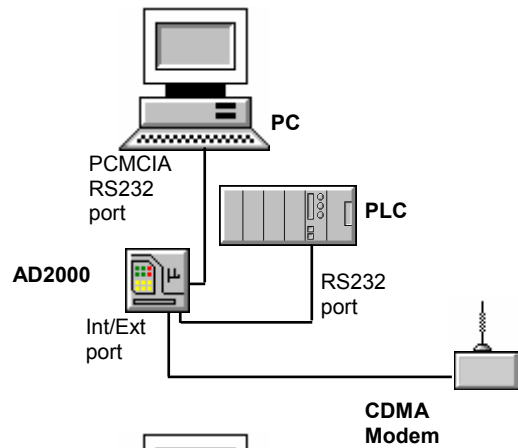 PC
PCMCIA
RS232
port
PLC
AD2000
µ
RS232
port
Int/Ext
port
CDMA
Modem